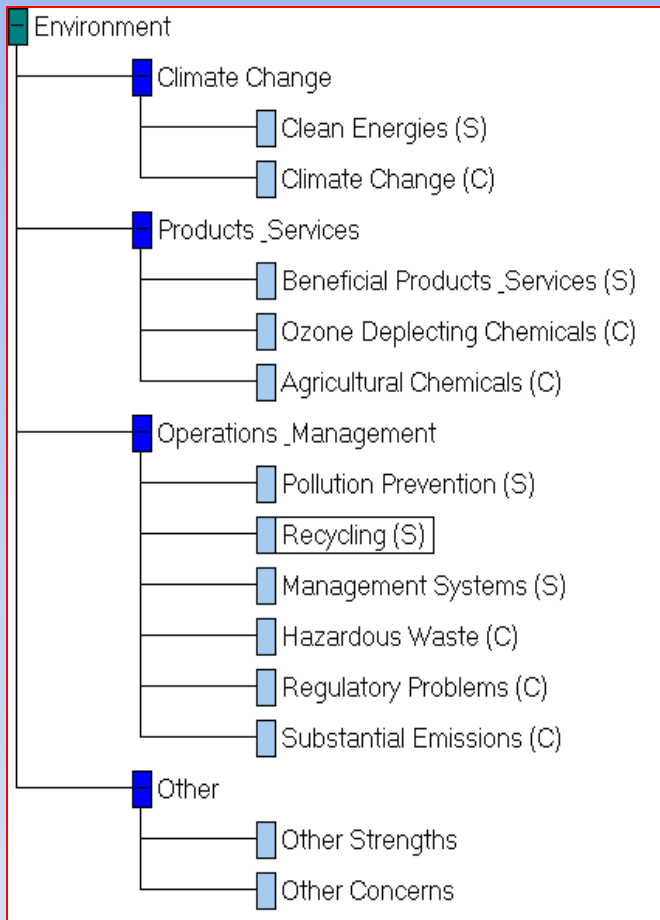 Environment
Climate Change
Clean Energies (S)
Climate Change (C)
Products _Services
Beneficial Products _Services (S)
Ozone Deplecting Chemicals (C)
Agricultural Chemicals (C)
Operations _Management
Pollution Prevention (S)
Recycling (S)
Management Systems (S)
Hazardous Waste (C)
Regulatory Problems (C)
Substantial Emissions (C)
Other
Other Strengths
Other Concerns